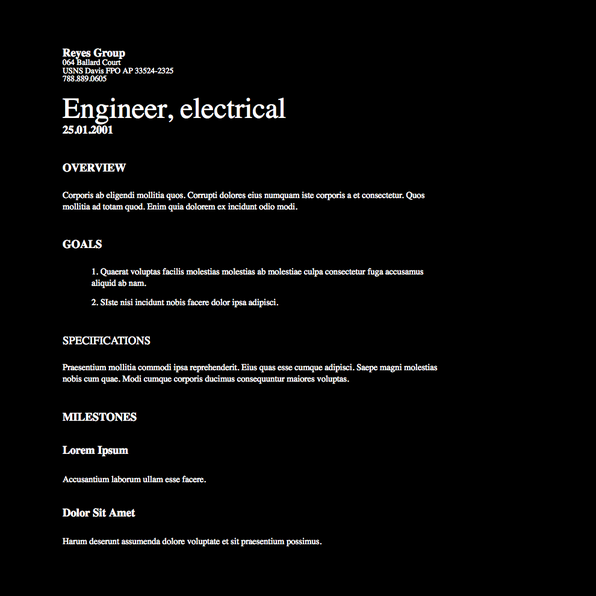 Reyes Group
064 Ballard Court
USNS Davis FPO AP 33524-2325
788.889.0605
Engineer, electrical
25.01.2001
OVERVIEW
Corporis ab eligendi mollitia quos. Corrupti dolores eius numquam iste corporis a et consectetur. Quos
mollitia ad totam quod. Enim quia dolorem ex incidunt odio modi.
GOALS
1. Quaerat voluptas facilis molestias molestias ab molestiae culpa consectetur fuga accusamus
aliquid ab nam.
2. SIste nisi incidunt nobis facere dolor ipsa adipisci.
SPECIFICATIONS
Praesentium mollitia commodi ipsa reprehenderit. Eius quas esse cumque adipisci. Saepe magni molestias
nobis cum quae. Modi cumque corporis ducimus consequuntur maiores voluptas.
MILESTONES
Lorem Ipsum
Accusantium laborum ullam esse facere.
Dolor Sit Amet
Harum deserunt assumenda dolore voluptate et sit praesentium possimus.